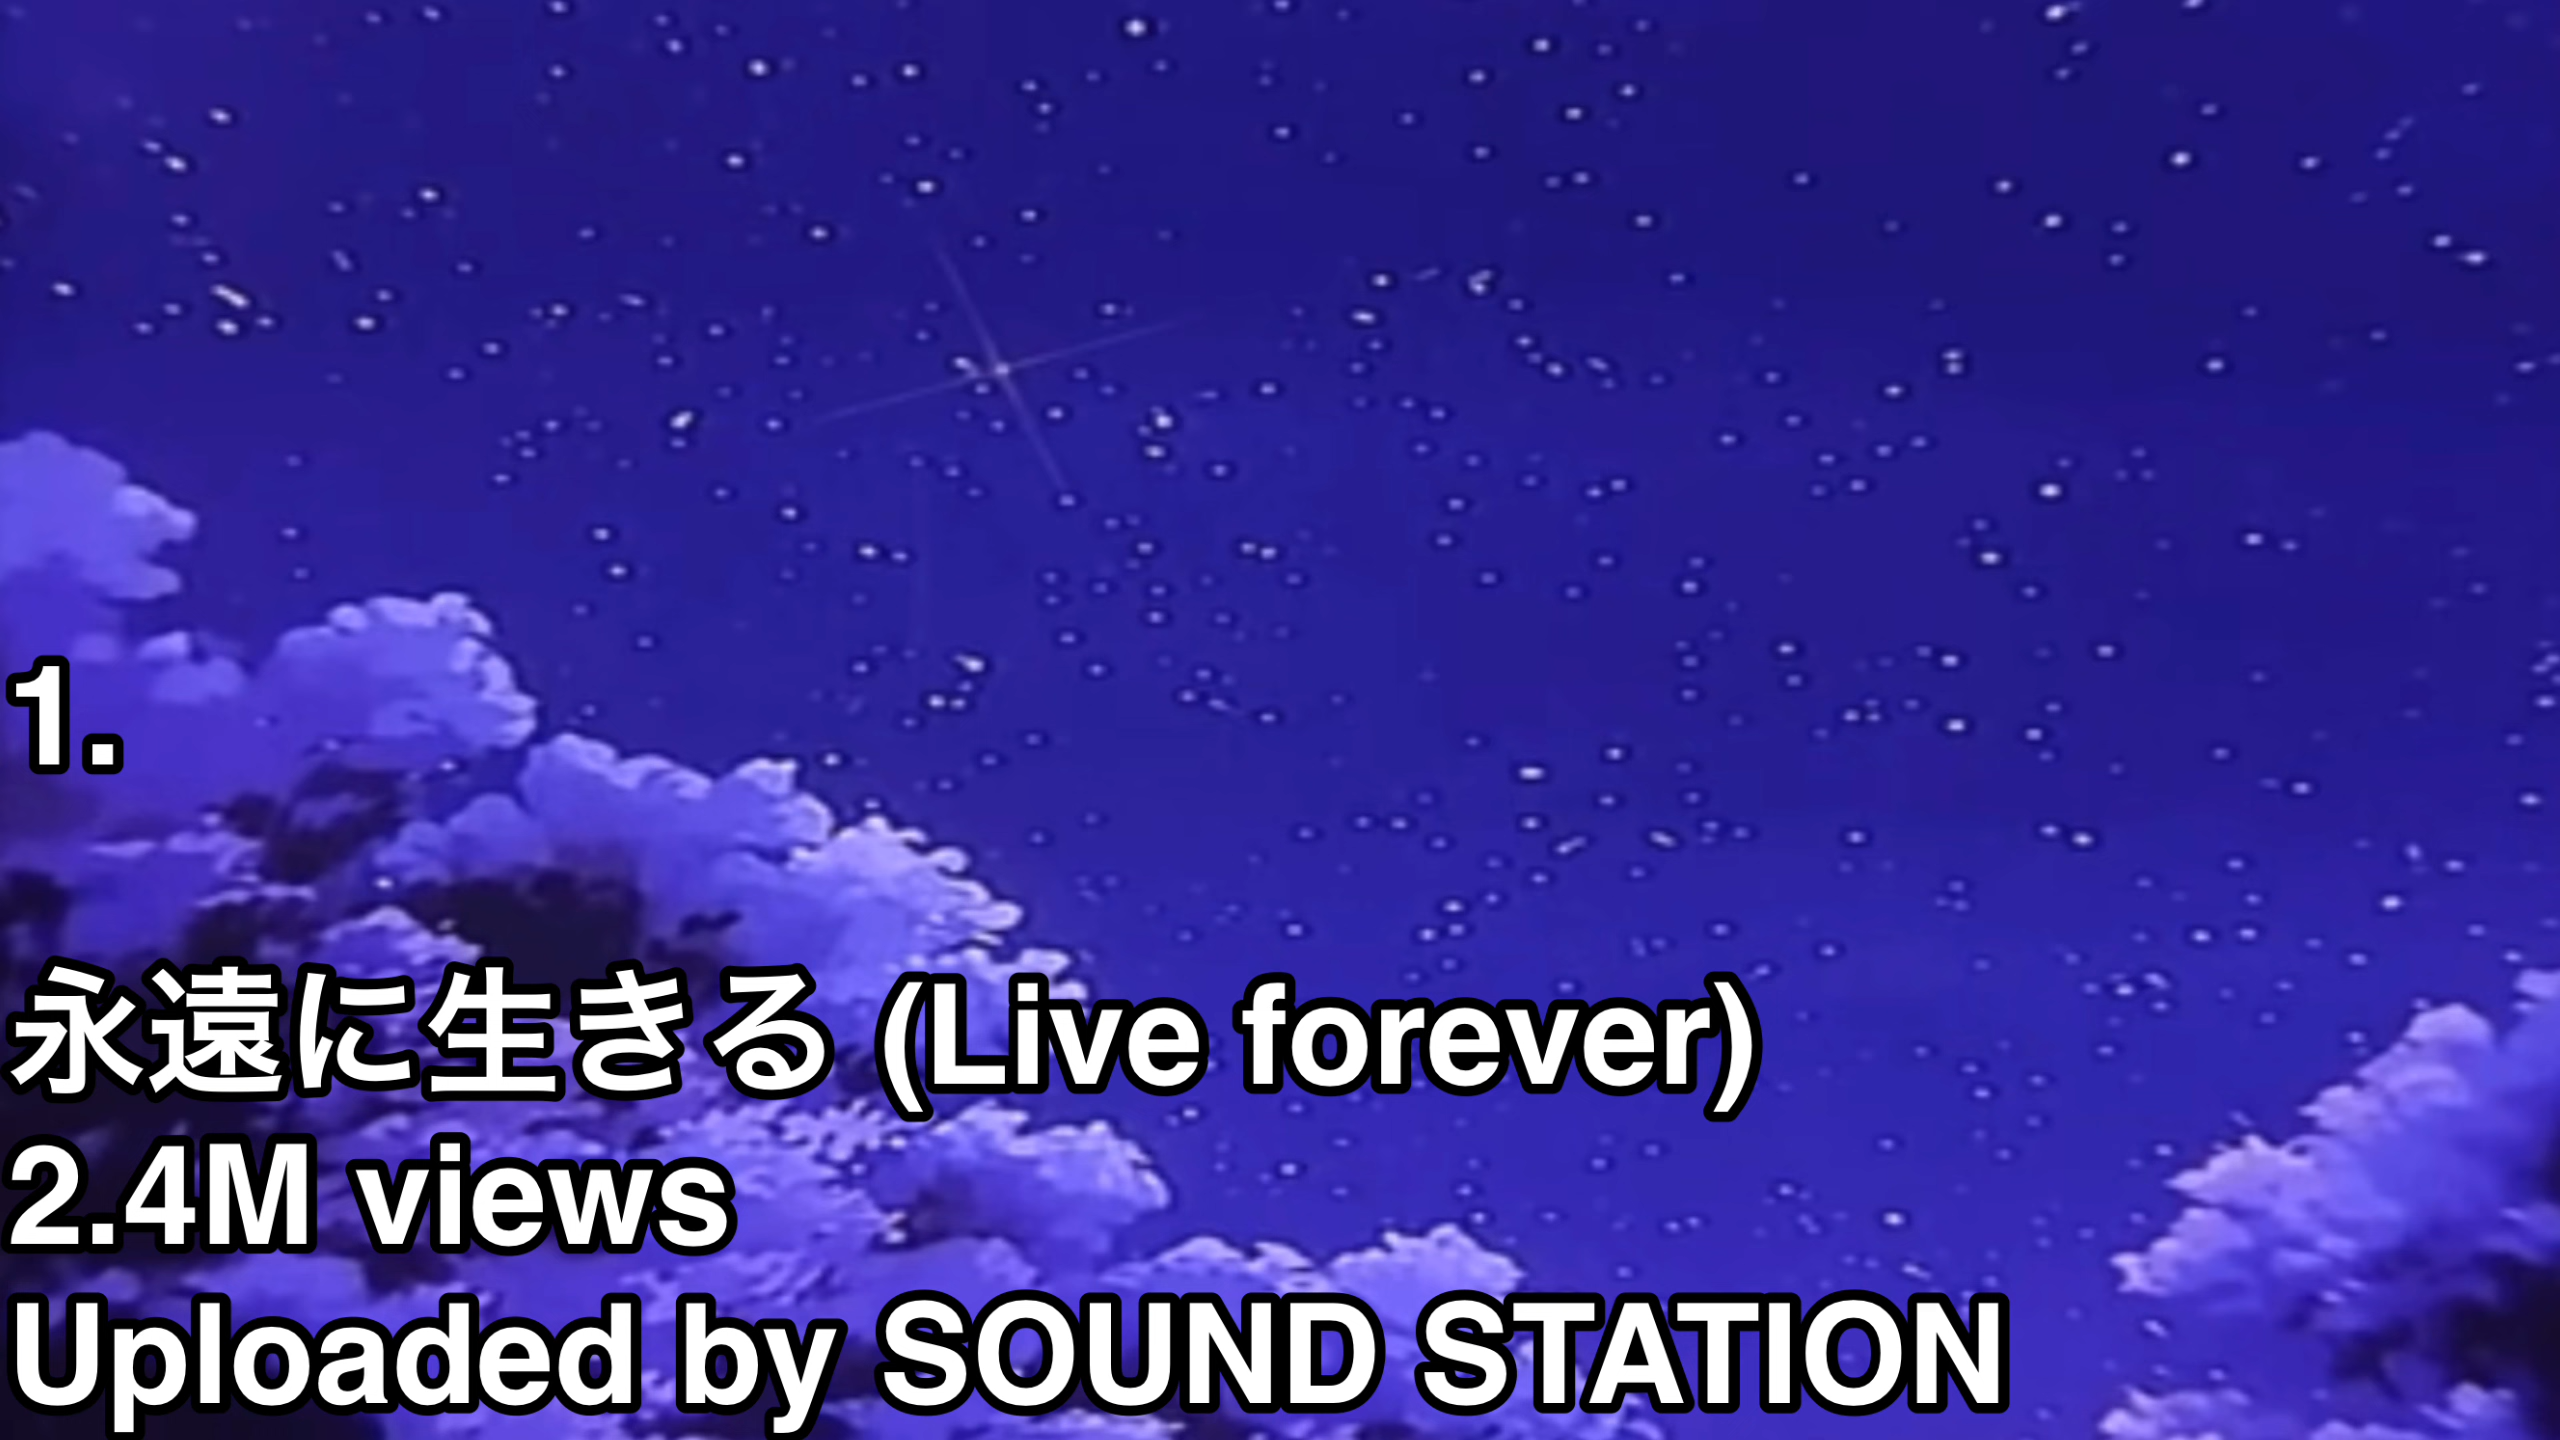 1.
永遠に生きる (Live forever)
2.4M views
Uploaded by SOUND STATION